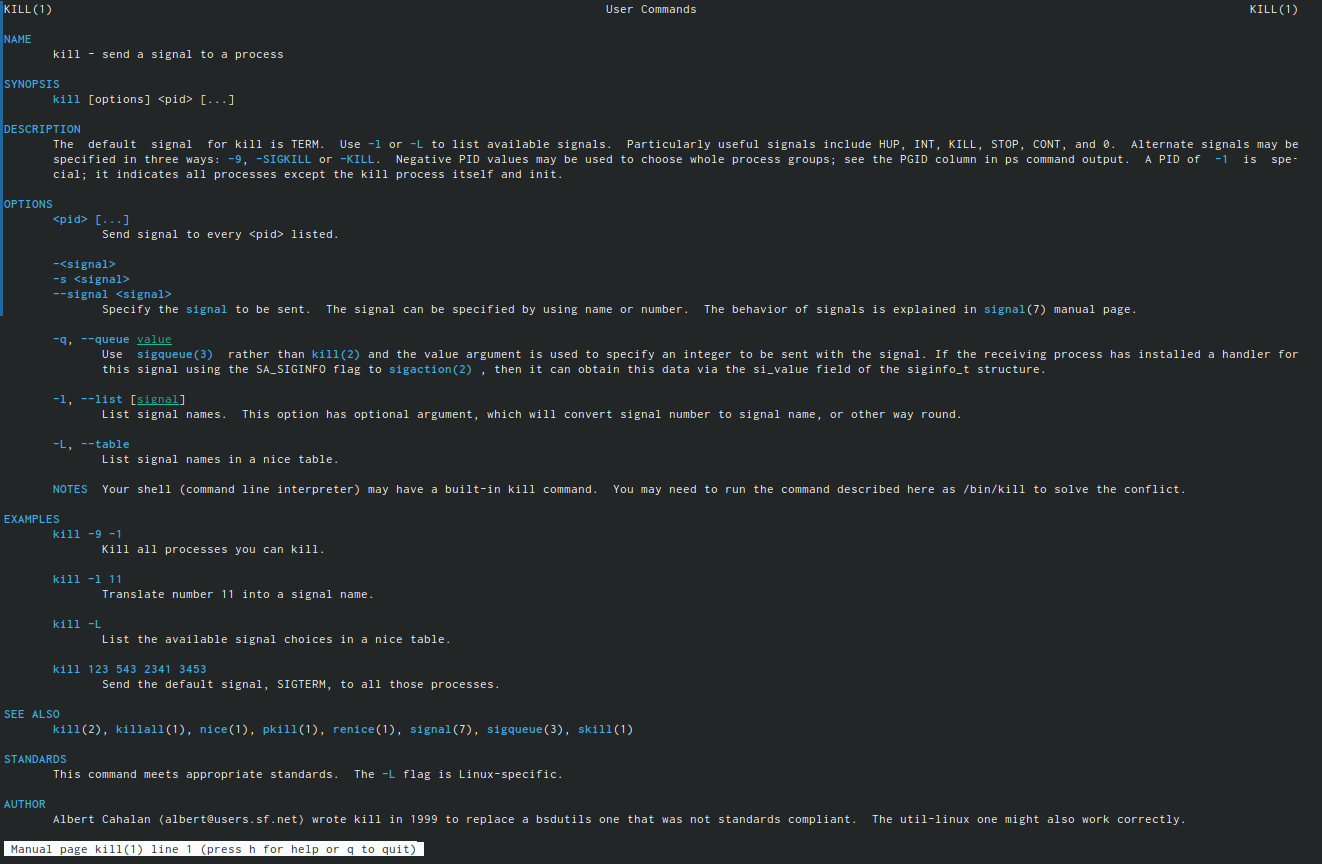 KILL(1) User Commands KILL(1)
NAME
kill - send a signal to a process
SYNOPSIS
kill [options] <pid> [...]
DESCRIPTION
The default signal for kill is TERM. Use -l or -L to list available signals. Particularly useful signals include HUP, INT, KILL, STOP, CONT, and 0. Alternate signals may be
specified in three ways: -9, -SIGKILL or -KILL. Negative PID values may be used to choose whole process groups; see the PGID column in ps command output. A PID of -1 is spe-
cial; it indicates all processes except the kill process itself and init.
OPTIONS
<pid> [...]
Send signal to every <pid> listed.
-<signal>
-s <signal>
--signal <signal>
Specify the signal to be sent. The signal can be specified by using name or number. The behavior of signals is explained in signal(7) manual page.
-q, --queue value
Use sigqueue(3) rather than kill(2) and the value argument is used to specify an integer to be sent with the signal. If the receiving process has installed a handler for
this signal using the SA_SIGINFO flag to sigaction(2) , then it can obtain this data via the si_value field of the siginfo_t structure.
-l, --list [signal]
List signal names. This option has optional argument, which will convert signal number to signal name, or other way round.
-L, --table
List signal names in a nice table.
NOTES Your shell (command line interpreter) may have a built-in kill command. You may need to run the command described here as /bin/kill to solve the conflict.
EXAMPLES
kill -9 -1
Kill all processes you can kill.
kill -l 11
Translate number 11 into a signal name.
kill -L
List the available signal choices in a nice table.
kill 123 543 2341 3453
Send the default signal, SIGTERM, to all those processes.
SEE ALSO
kill(2), killall(1), nice(1), pkill(1), renice(1), signal(7), sigqueue(3), skill(1)
STANDARDS
This command meets appropriate standards. The -L flag is Linux-specific.
AUTHOR
Albert Cahalan ⟨albert@users.sf.net⟩ wrote kill in 1999 to replace a bsdutils one that was not standards compliant. The util-linux one might also work correctly.
Manual page kill(1) line 1 (press h for help or q to quit)